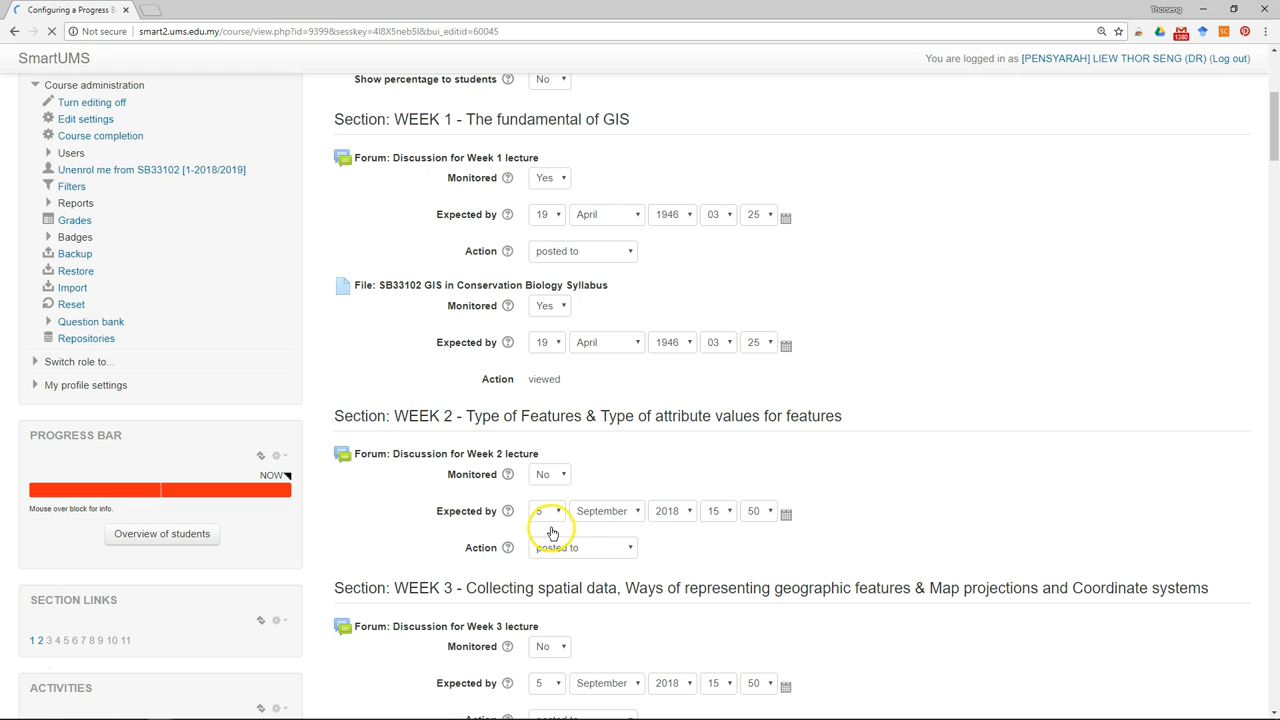 Configuring a Progress B
Thorseng
Not secure smart2.ums.edu.my/course/view.php?id=9399&sesskey=4I8X5neb5I&bui_editid=60045
1380
SmartUMS
You are logged in as [PENSYARAH] LIEW THOR SENG (DR) (Log out)
Course administration
Turn editing off
Edit settings
Course completion
Users
Unenrol me from SB33102 [1-2018/2019]
Filters
Reports
Grades
Badges
Backup
Restore
Import
Reset
Question bank
Repositories
Switch role to...
My profile settings
PROGRESS BAR
NOW
Mouse over block for info.
Overview of students
SECTION LINKS
1 2 3 4 5 6 7 8 9 10 11
ACTIVITIES
Show percentage to students No
Section: WEEK 1 - The fundamental of GIS
Forum: Discussion for Week 1 lecture
Monitored Yes
Expected by 19 April 1946 03 25
Action posted to
File: SB33102 GIS in Conservation Biology Syllabus
Monitored Yes
Expected by 19 April 1946 03 25
Action viewed
Section: WEEK 2 - Type of Features & Type of attribute values for features
Forum: Discussion for Week 2 lecture
Monitored No
Expected by 5 September 2018 15 50
Action posted to
Section: WEEK 3 - Collecting spatial data, Ways of representing geographic features & Map projections and Coordinate systems
Forum: Discussion for Week 3 lecture
Monitored No
Expected by 5 September 2018 15 50
Action posted to